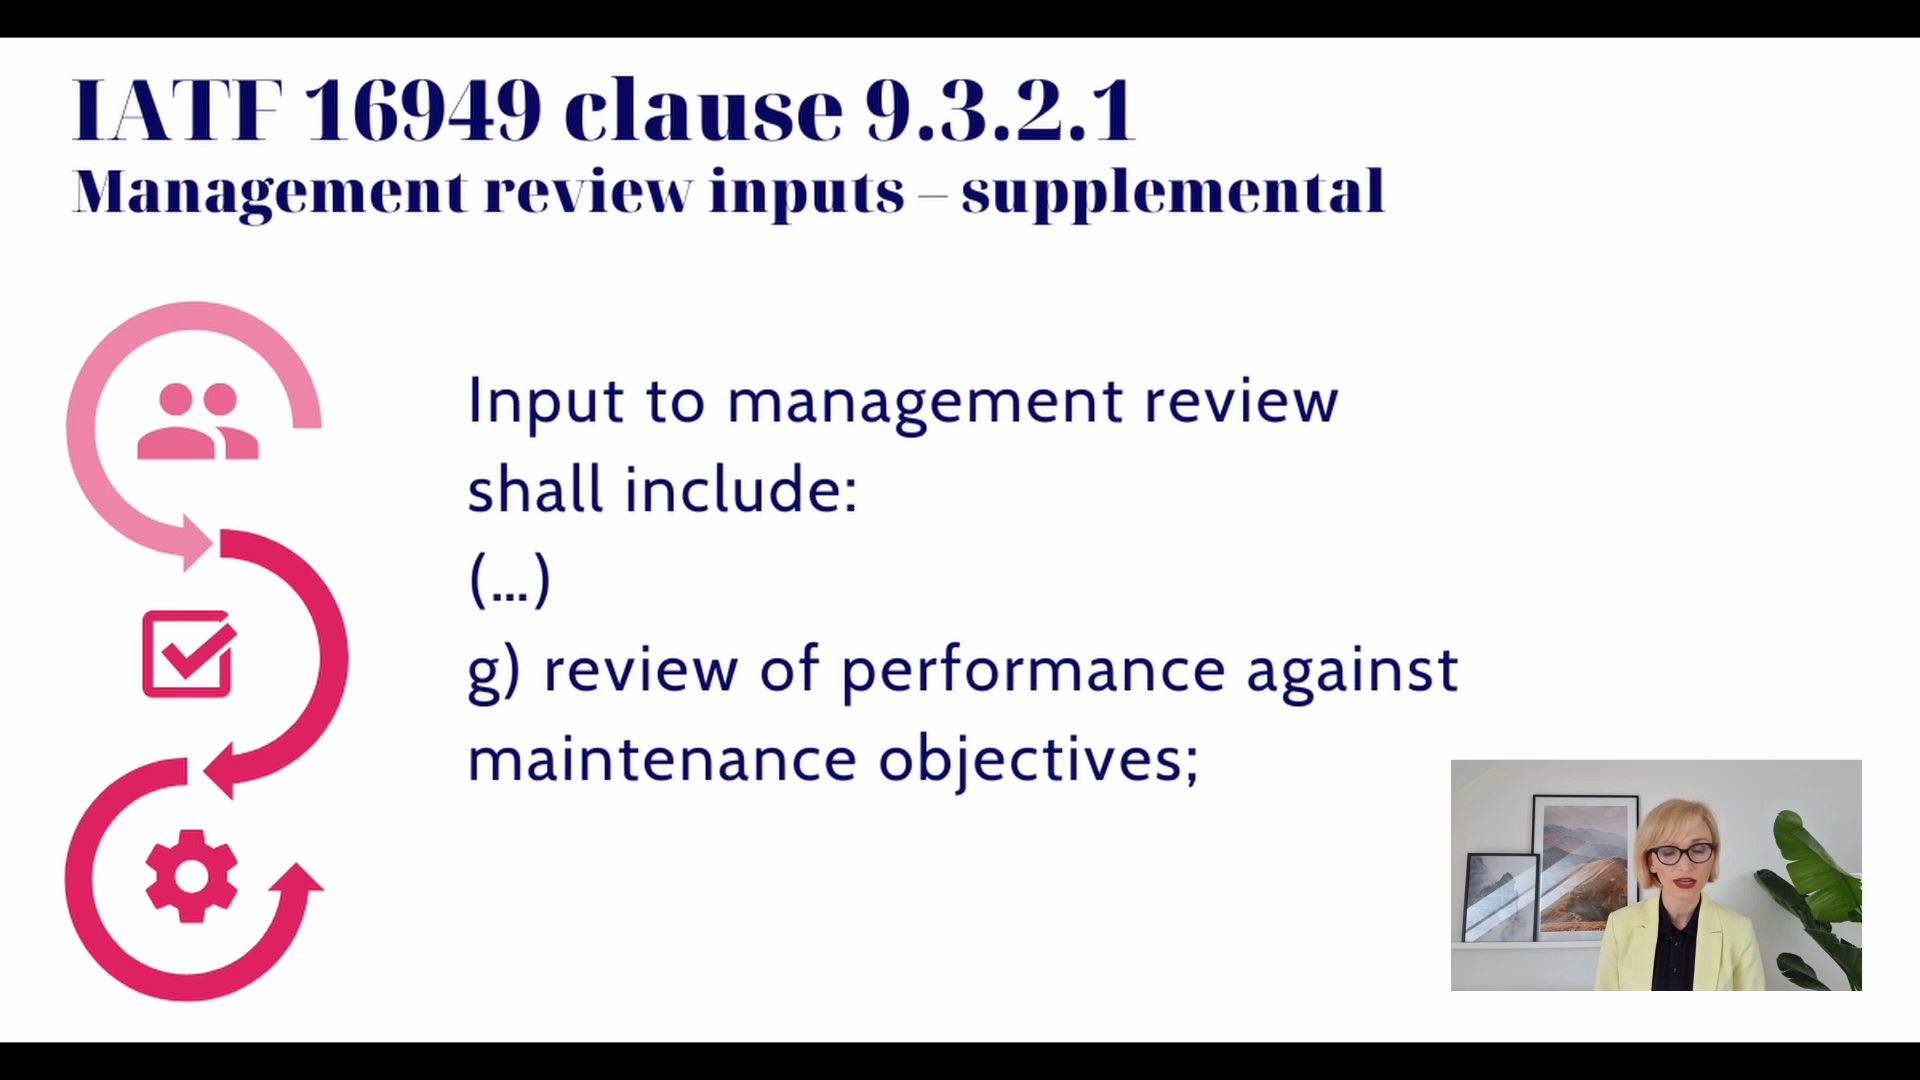 IATF 16949 clause 9.3.2.1
Management review inputs – supplemental
Input to management review
shall include:
(...)
g) review of performance against
maintenance objectives;